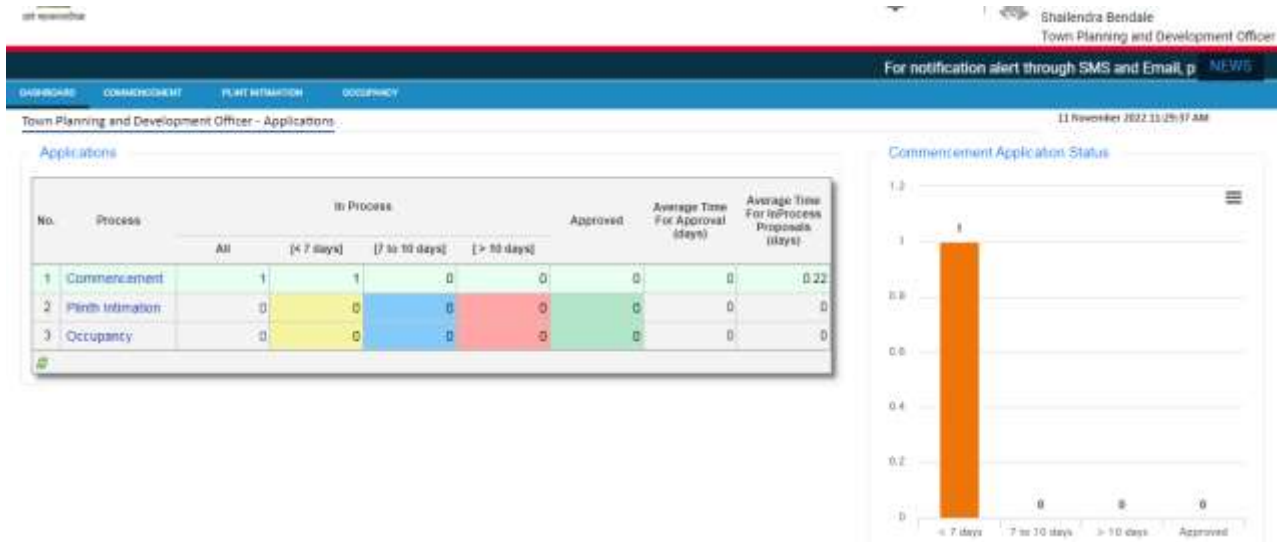 Shailendra Bendale
Town Planning and Development Officer
For notification alert through SMS and Email, p NEWS
DASHBOARD COMMENCEMENT PLINT INTIMATION OCCUPANCY
Town Planning and Development Officer - Applications
11 November 2022 11:29:37 AM
Applications
No. Process In Process Approved Average Time For Approval (days) Average Time For InProcess Proposals (days)
All [< 7 days] [7 to 10 days] [> 10 days]
1 Commencement 1 1 0 0 0 0 0.22
2 Plinth Intimation 0 0 0 0 0 0 0
3 Occupancy 0 0 0 0 0 0 0
Commencement Application Status
1.2
1
1
0.8
0.6
0.4
0.2
0 0 0
0
< 7 days 7 to 10 days > 10 days Approved